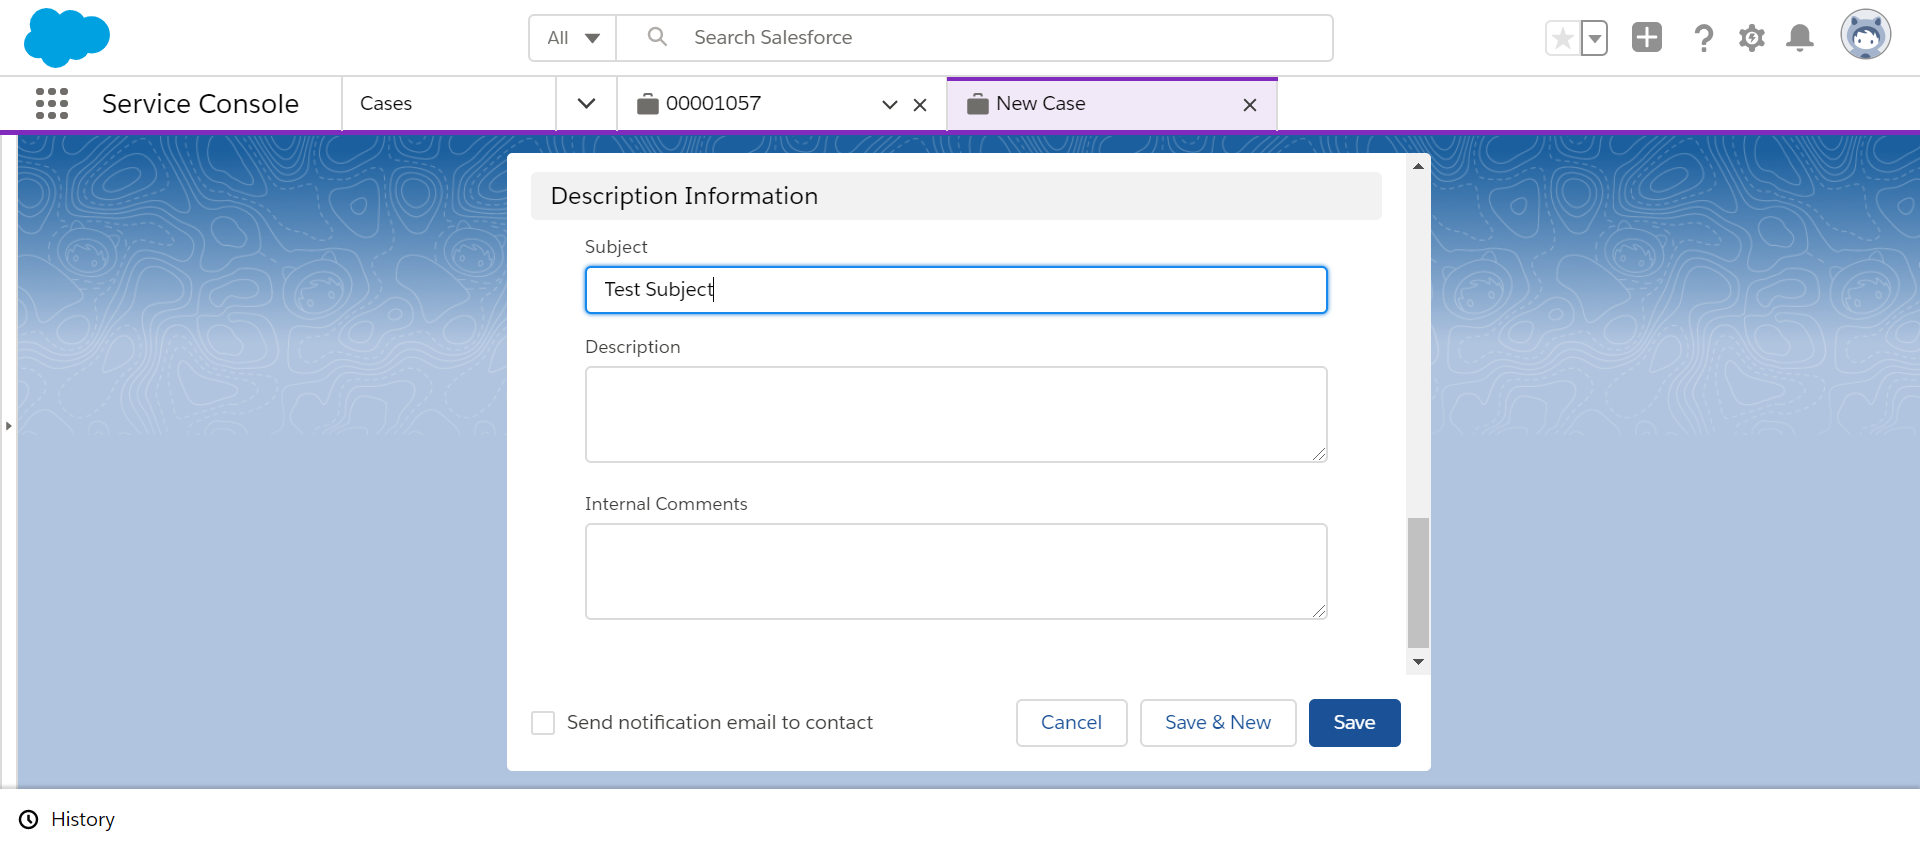 All
Search Salesforce
Service Console
Cases
00001057
New Case
Description Information
Subject
Test Subject
Description
Internal Comments
Send notification email to contact
Cancel
Save & New
Save
History